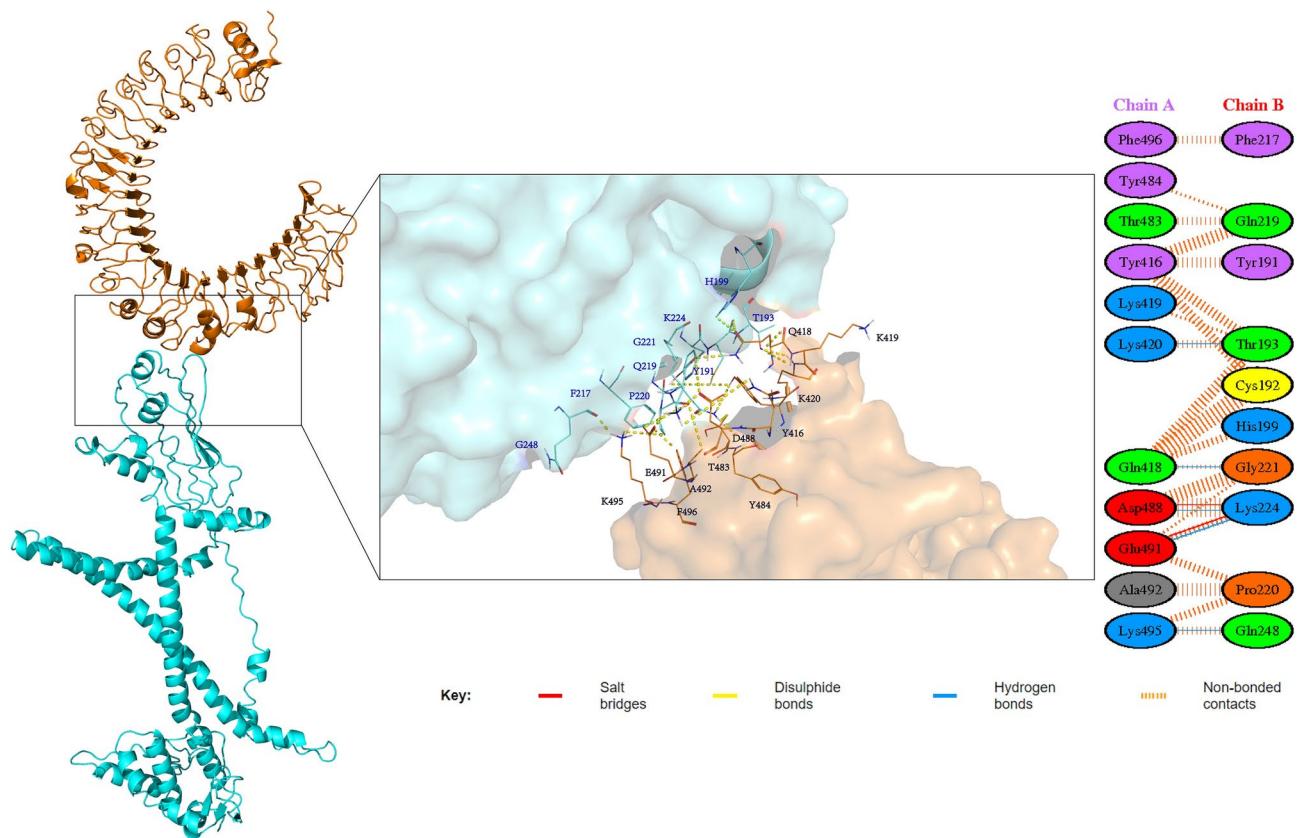 Chain A Chain B
Phe496 Phe217
Tyr484
Thr483 Gln219
Tyr416 Tyr191
Lys419
Lys420 Thr193
Cys192
His199
Gln418 Gly221
Asp488 Lys224
Glu491
Ala492 Pro220
Lys495 Gln248
H199
K224
T193
Q418
K419
G221
Q219
Y191
F217
P220
K420
G248
D488
Y416
E491
T483
A492
K495
F496
Y484
Key:
Salt
bridges
Disulphide
bonds
Hydrogen
bonds
Non-bonded
contacts